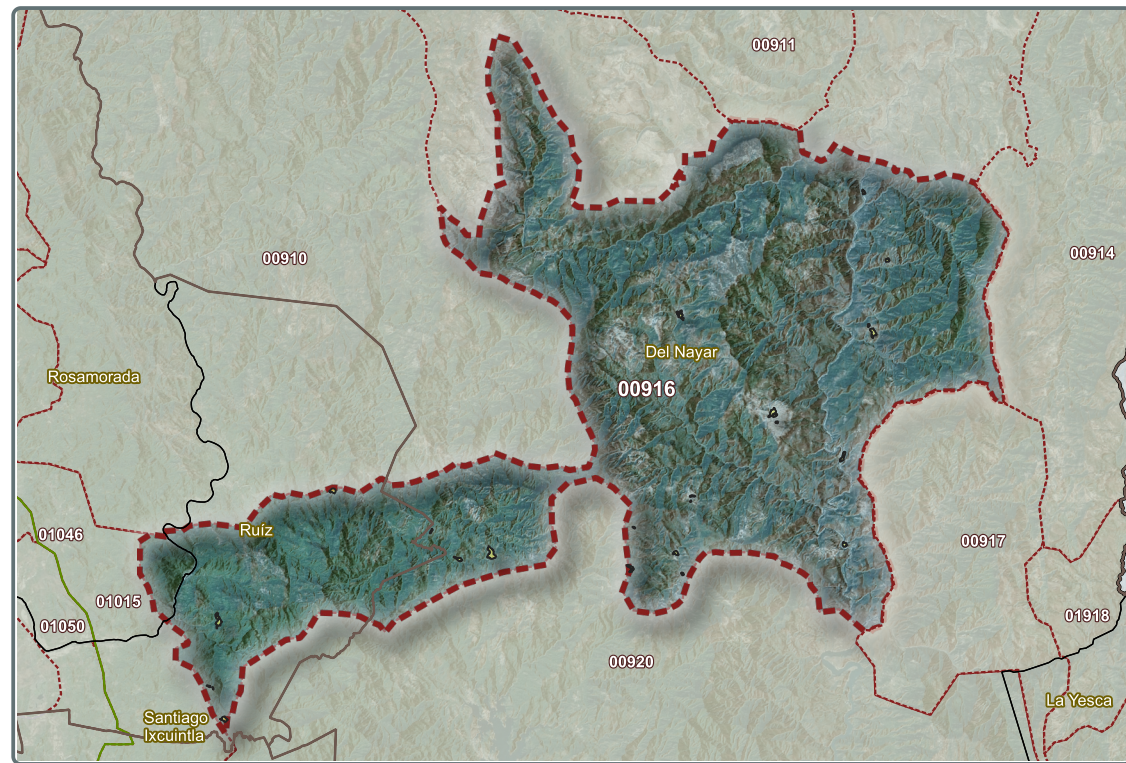 00911
00914
00910
Del Nayar
Rosamorada
00916
Ruíz
01046
00917
01015
01918
01050
00920
La Yesca
Santiago
Ixcuintla